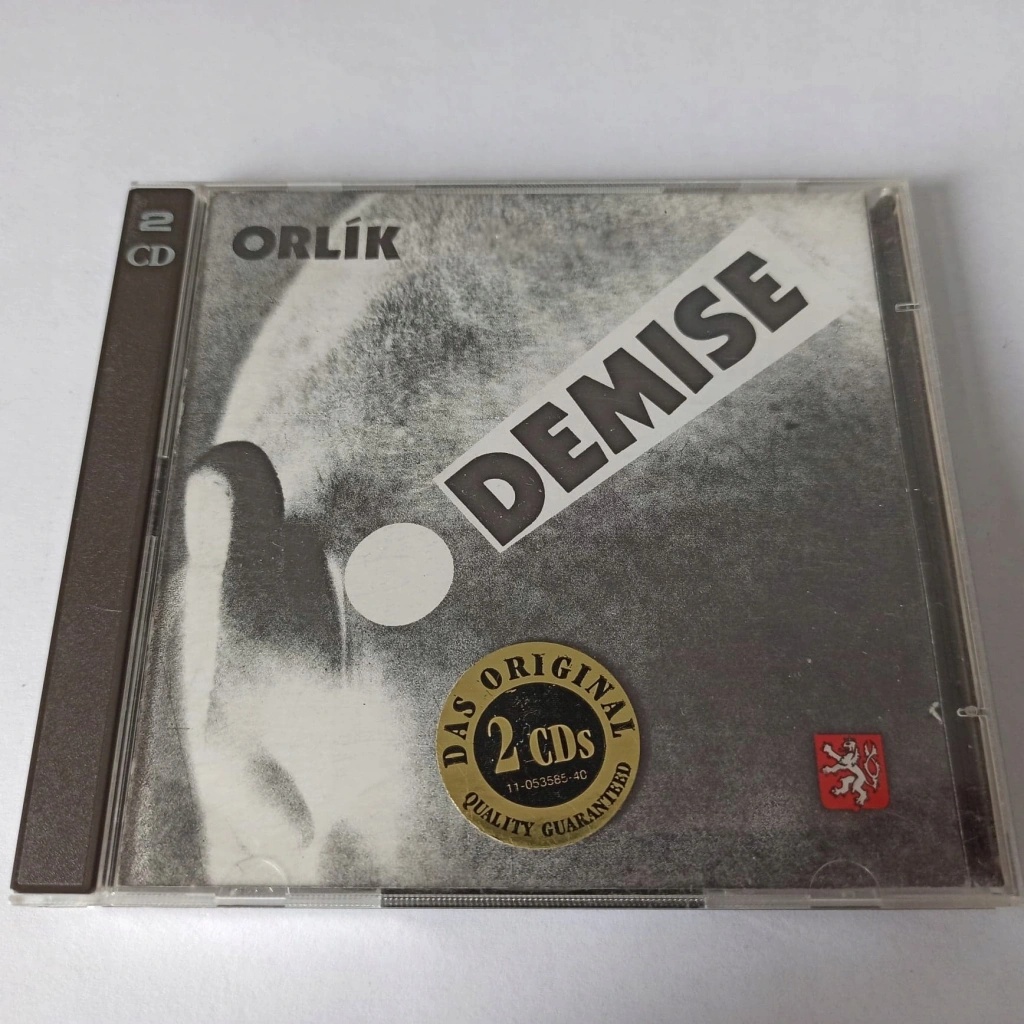 2
CD
ORLÍK
DEMISE
DAS ORIGINAL
2 CDs
11-053585-40
QUALITY GUARANTEED